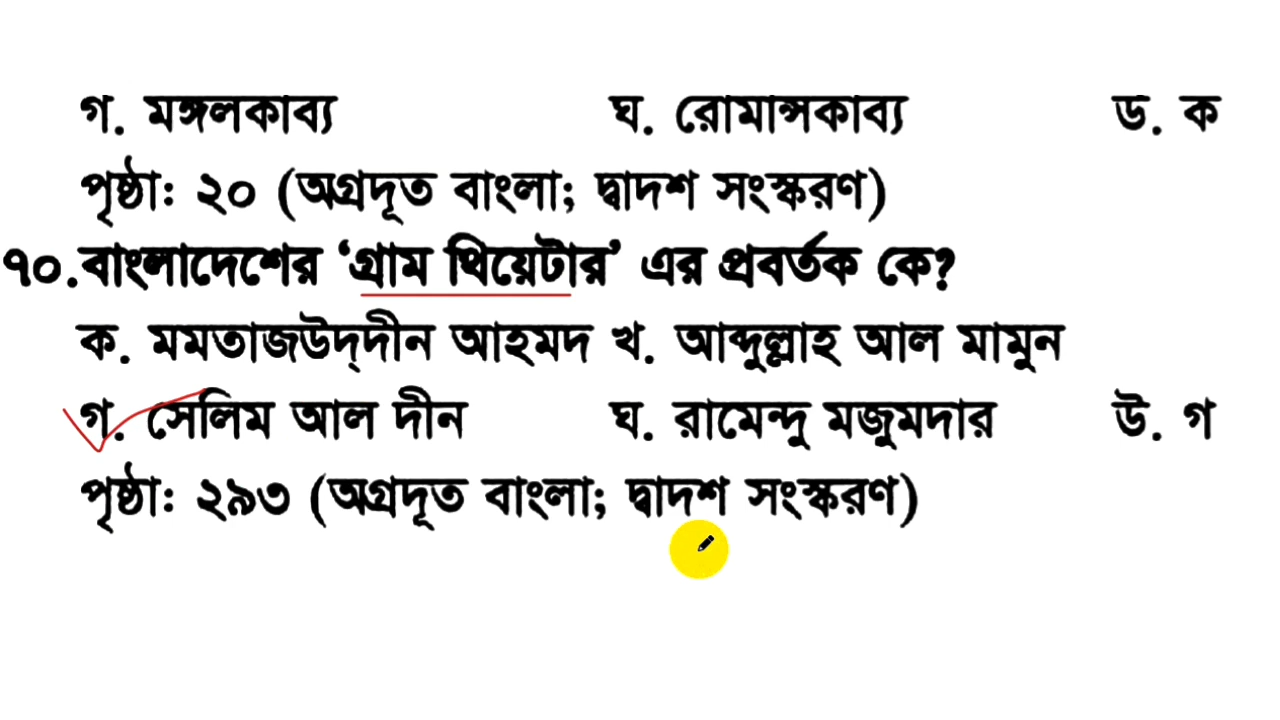 গ. মঙ্গলকাব্য ঘ. রোমান্সকাব্য ড. ক
পৃষ্ঠা: ২০ (অগ্রদূত বাংলা; দ্বাদশ সংস্করণ)
৭০.বাংলাদেশের ‘গ্রাম থিয়েটার’ এর প্রবর্তক কে?
ক. মমতাজউদ্‌দীন আহমদ খ. আব্দুল্লাহ আল মামুন
গ. সেলিম আল দীন ঘ. রামেন্দু মজুমদার উ. গ
পৃষ্ঠা: ২৯৩ (অগ্রদূত বাংলা; দ্বাদশ সংস্করণ)